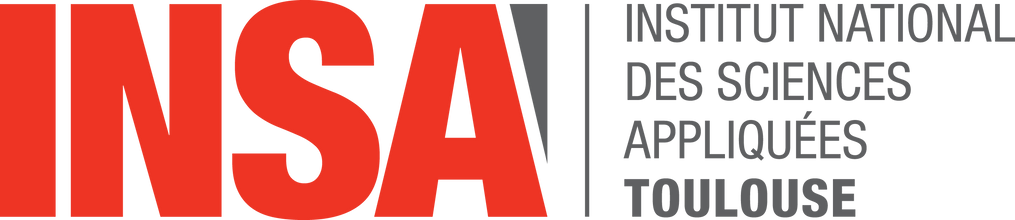 INSA
INSTITUT NATIONAL
DES SCIENCES
APPLIQUÉES
TOULOUSE